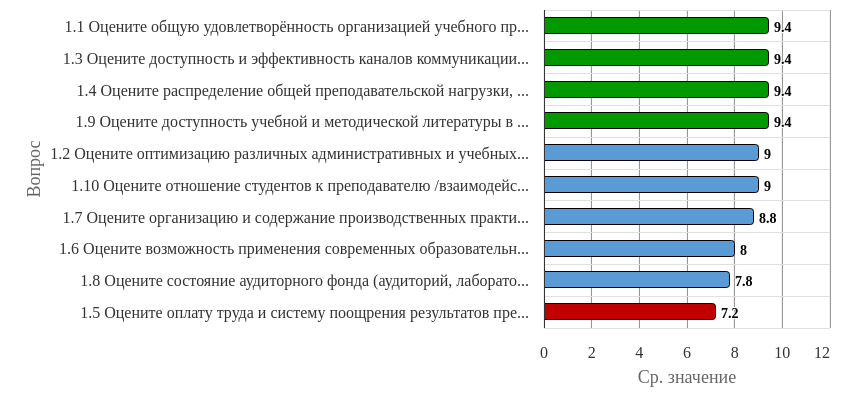 1.1 Оцените общую удовлетворённость организацией учебного пр... 9.4
1.3 Оцените доступность и эффективность каналов коммуникации... 9.4
1.4 Оцените распределение общей преподавательской нагрузки, ... 9.4
1.9 Оцените доступность учебной и методической литературы в ... 9.4
1.2 Оцените оптимизацию различных административных и учебных... 9
1.10 Оцените отношение студентов к преподавателю /взаимодейс... 9
1.7 Оцените организацию и содержание производственных практи... 8.8
1.6 Оцените возможность применения современных образовательн... 8
1.8 Оцените состояние аудиторного фонда (аудиторий, лаборато... 7.8
1.5 Оцените оплату труда и систему поощрения результатов пре... 7.2
Вопрос
0 2 4 6 8 10 12
Ср. значение